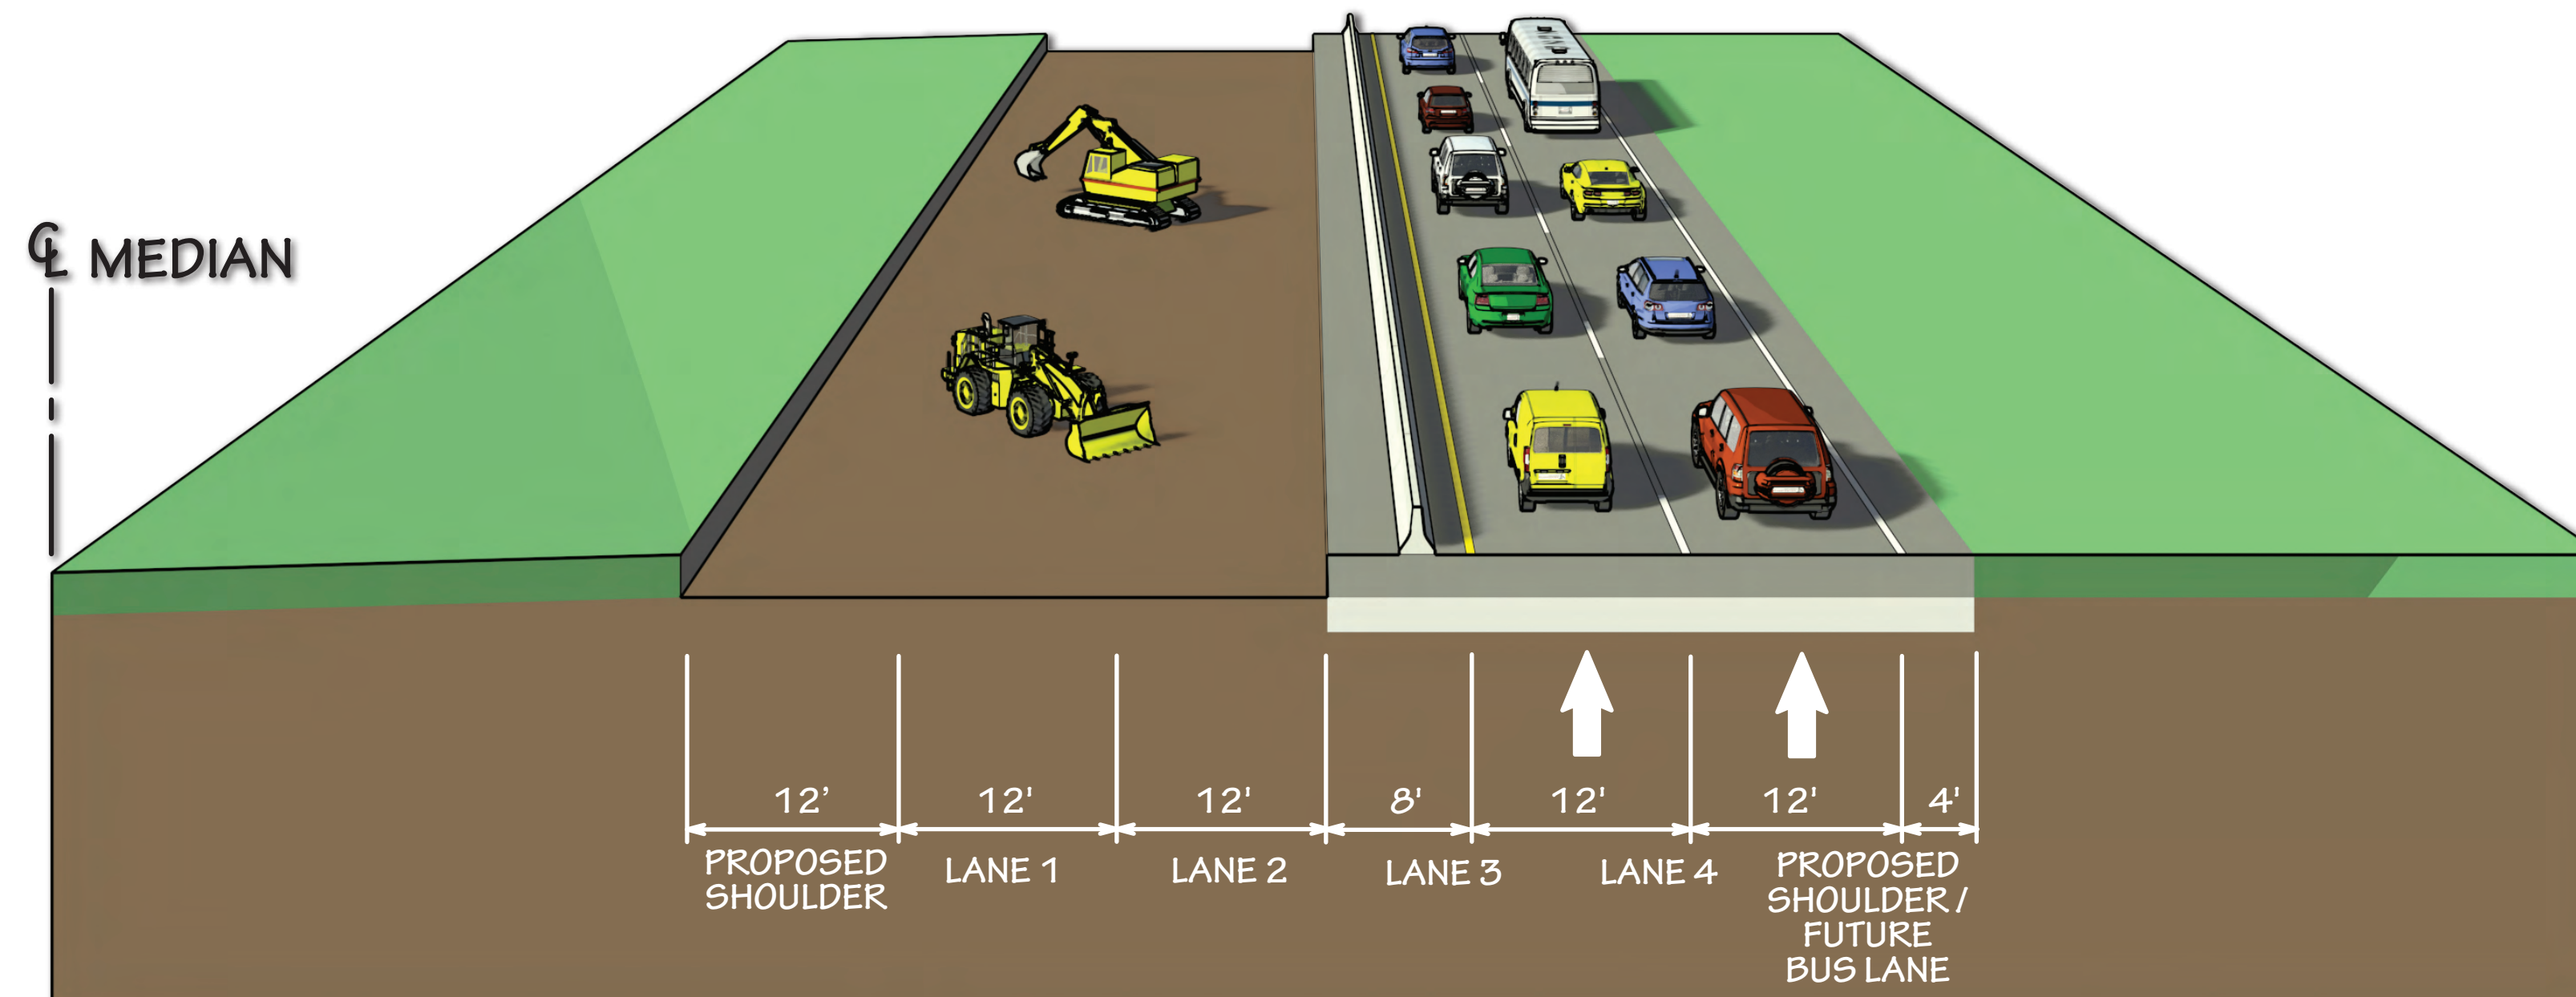 ℄ MEDIAN
12'
12'
12'
8'
12'
12'
4'
PROPOSED
SHOULDER
LANE 1
LANE 2
LANE 3
LANE 4
PROPOSED
SHOULDER /
FUTURE
BUS LANE